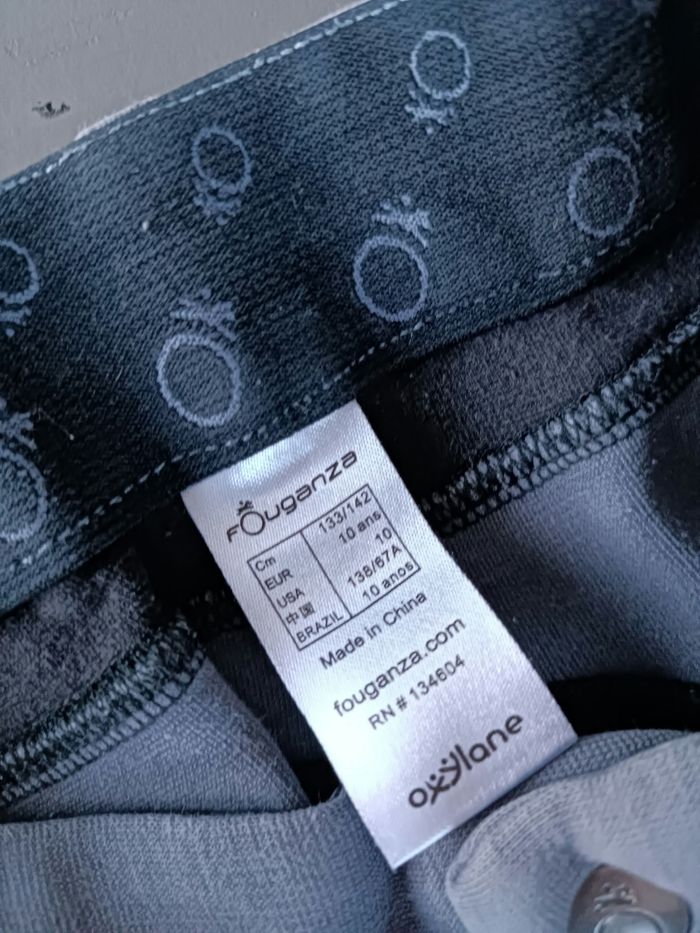 FOUGANZA
Cm 133/142
EUR 10 ans
USA 10
中国 138/67A
BRAZIL 10 anos
Made in China
fouganza.com
RN # 134604
oxylane